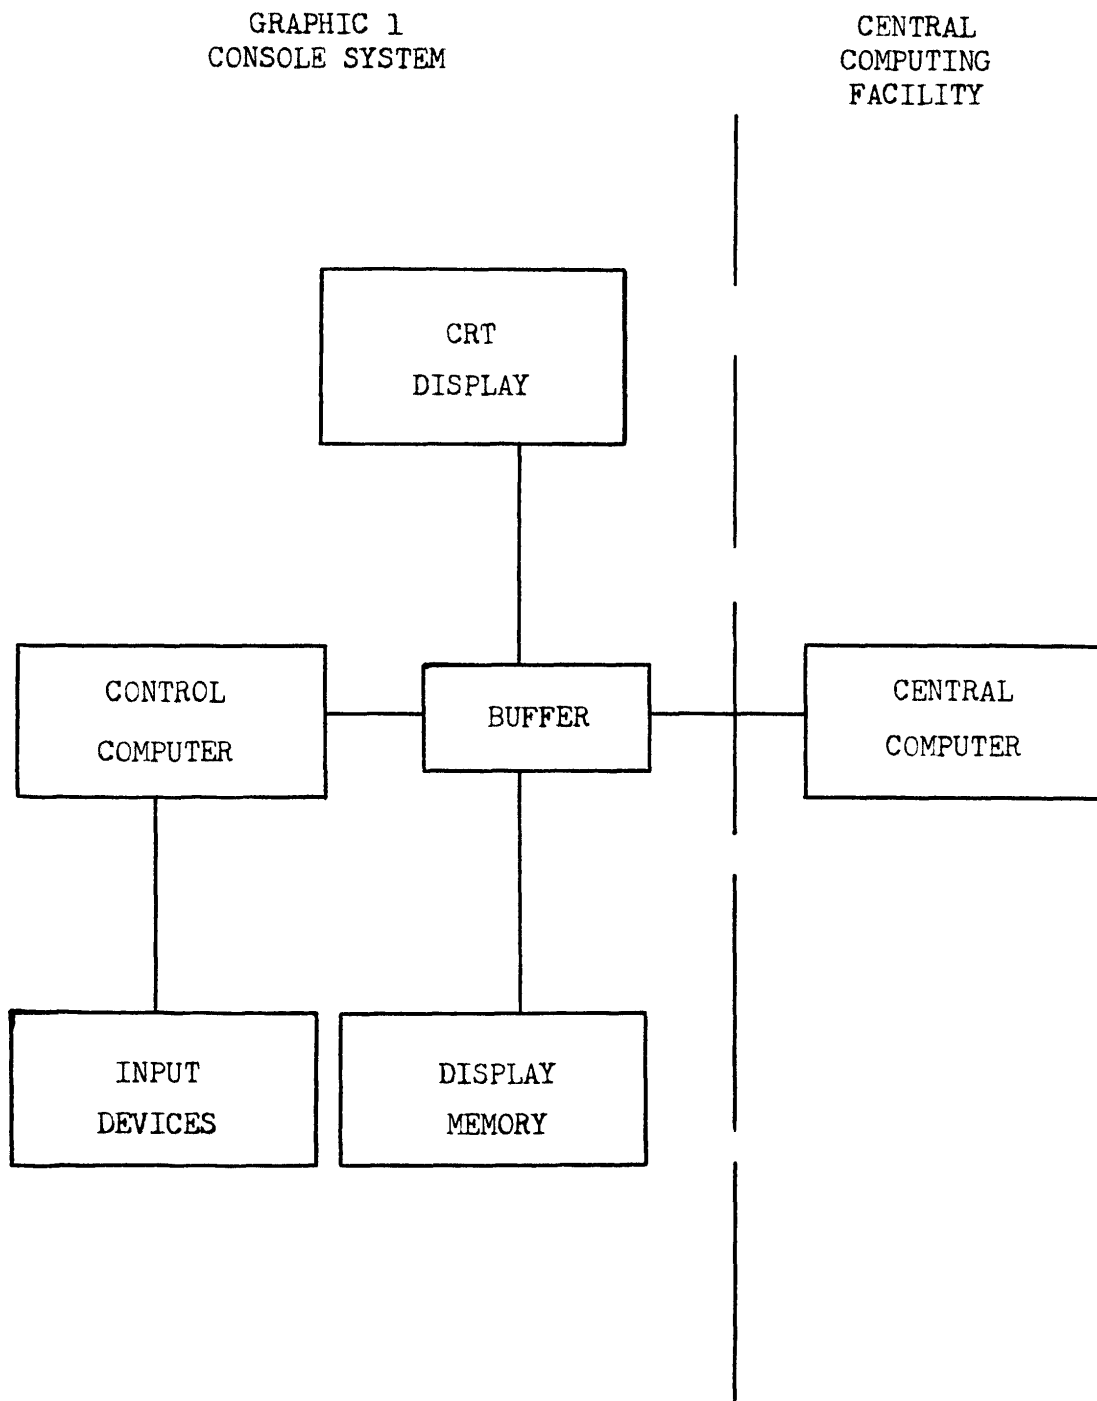 GRAPHIC 1
CONSOLE SYSTEM
CENTRAL
COMPUTING
FACILITY
CRT
DISPLAY
CONTROL
COMPUTER
BUFFER
CENTRAL
COMPUTER
INPUT
DEVICES
DISPLAY
MEMORY